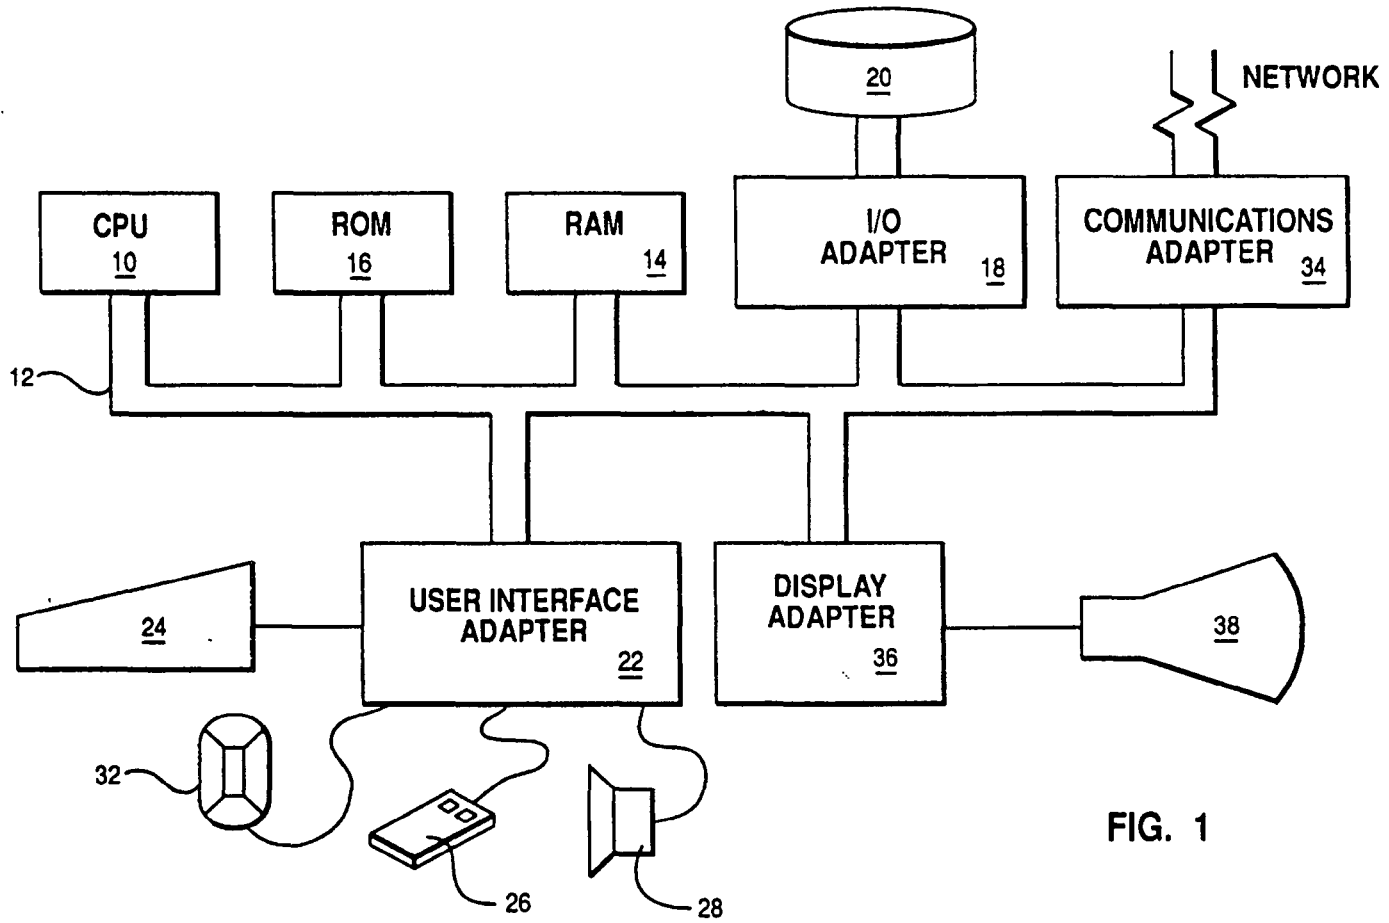 20
NETWORK
CPU
10
ROM
16
RAM
14
I/O
ADAPTER
18
COMMUNICATIONS
ADAPTER
34
12
USER INTERFACE
ADAPTER
22
DISPLAY
ADAPTER
36
24
38
32
26
28
FIG. 1